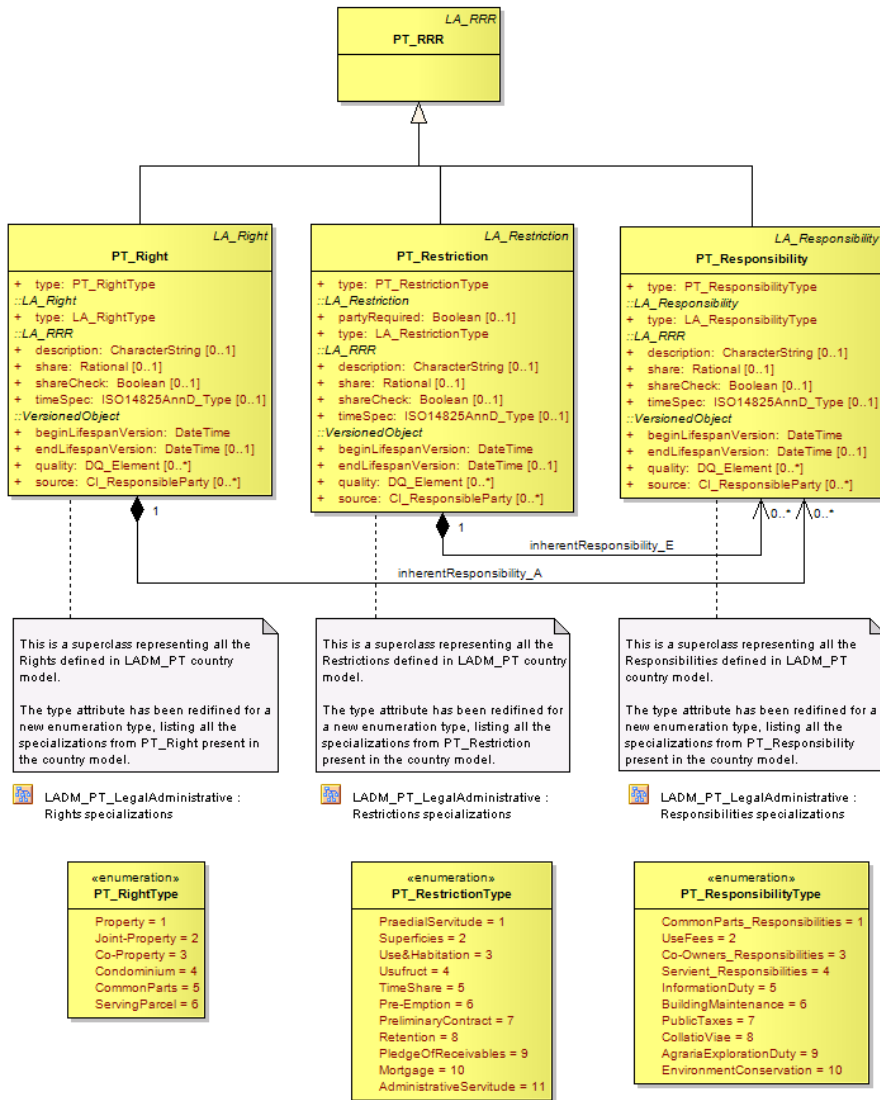 LA_RRR
PT_RRR
LA_Right
PT_Right
+ type: PT_RightType
::LA_Right
+ type: LA_RightType
::LA_RRR
+ description: CharacterString [0..1]
+ share: Rational [0..1]
+ shareCheck: Boolean [0..1]
+ timeSpec: ISO14825AnnD_Type [0..1]
::VersionedObject
+ beginLifespanVersion: DateTime
+ endLifespanVersion: DateTime [0..1]
+ quality: DQ_Element [0..*]
+ source: CI_ResponsibleParty [0..*]
LA_Restriction
PT_Restriction
+ type: PT_RestrictionType
::LA_Restriction
+ partyRequired: Boolean [0..1]
+ type: LA_RestrictionType
::LA_RRR
+ description: CharacterString [0..1]
+ share: Rational [0..1]
+ shareCheck: Boolean [0..1]
+ timeSpec: ISO14825AnnD_Type [0..1]
::VersionedObject
+ beginLifespanVersion: DateTime
+ endLifespanVersion: DateTime [0..1]
+ quality: DQ_Element [0..*]
+ source: CI_ResponsibleParty [0..*]
LA_Responsibility
PT_Responsibility
+ type: PT_ResponsibilityType
::LA_Responsibility
+ type: LA_ResponsibilityType
::LA_RRR
+ description: CharacterString [0..1]
+ share: Rational [0..1]
+ shareCheck: Boolean [0..1]
+ timeSpec: ISO14825AnnD_Type [0..1]
::VersionedObject
+ beginLifespanVersion: DateTime
+ endLifespanVersion: DateTime [0..1]
+ quality: DQ_Element [0..*]
+ source: CI_ResponsibleParty [0..*]
1
1
0..*
0..*
inherentResponsibility_E
inherentResponsibility_A
This is a superclass representing all the
Rights defined in LADM_PT country
model.
The type attribute has been redifined for a
new enumeration type, listing all the
specializations from PT_Right present in
the country model.
This is a superclass representing all the
Restrictions defined in LADM_PT country
model.
The type attribute has been redifined for
a new enumeration type, listing all the
specializations from PT_Restriction
present in the country model.
This is a superclass representing all the
Responsibilities defined in LADM_PT
country model.
The type attribute has been redifined for a
new enumeration type, listing all the
specializations from PT_Responsibility
present in the country model.
LADM_PT_LegalAdministrative :
Rights specializations
LADM_PT_LegalAdministrative :
Restrictions specializations
LADM_PT_LegalAdministrative :
Responsibilities specializations
«enumeration»
PT_RightType
Property = 1
Joint-Property = 2
Co-Property = 3
Condominium = 4
CommonParts = 5
ServingParcel = 6
«enumeration»
PT_RestrictionType
PraedialServitude = 1
Superficies = 2
Use&Habitation = 3
Usufruct = 4
TimeShare = 5
Pre-Emption = 6
PreliminaryContract = 7
Retention = 8
PledgeOfReceivables = 9
Mortgage = 10
AdministrativeServitude = 11
«enumeration»
PT_ResponsibilityType
CommonParts_Responsibilities = 1
UseFees = 2
Co-Owners_Responsibilities = 3
Servient_Responsibilities = 4
InformationDuty = 5
BuildingMaintenance = 6
PublicTaxes = 7
CollatioViae = 8
AgrariaExplorationDuty = 9
EnvironmentConservation = 10